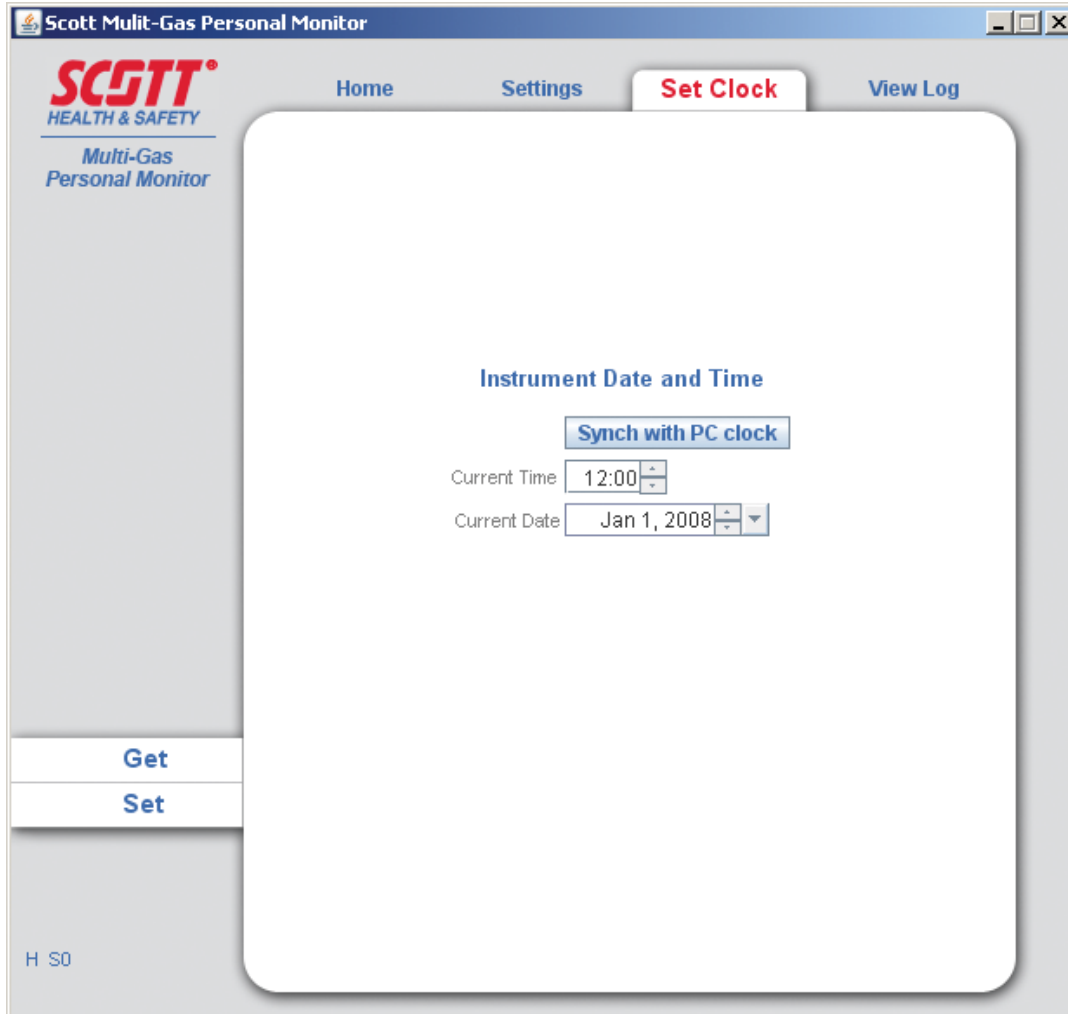 Scott Mulit-Gas Personal Monitor
SCOTT
HEALTH & SAFETY
Multi-Gas
Personal Monitor
Home Settings Set Clock View Log
Instrument Date and Time
Synch with PC clock
Current Time 12:00
Current Date Jan 1, 2008
Get
Set
H S0